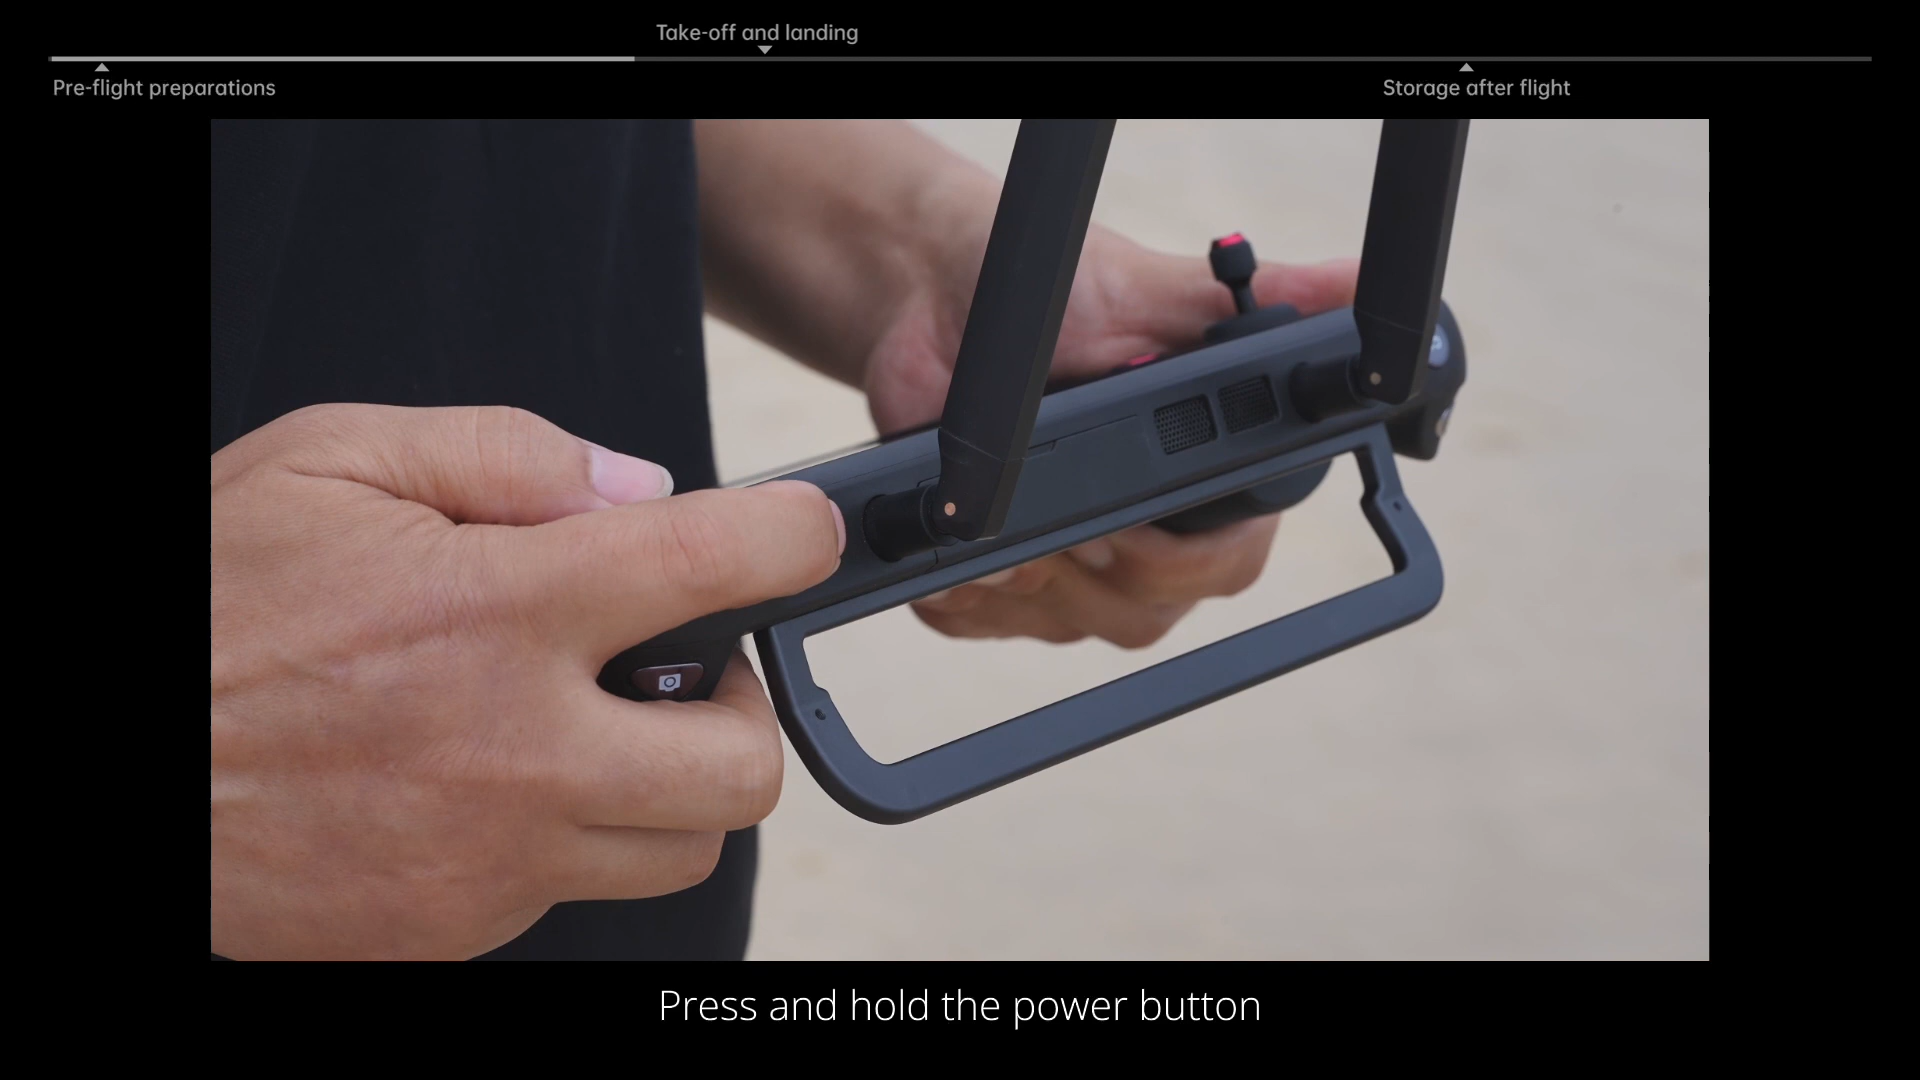 Take-off and landing
Pre-flight preparations
Storage after flight
Press and hold the power button